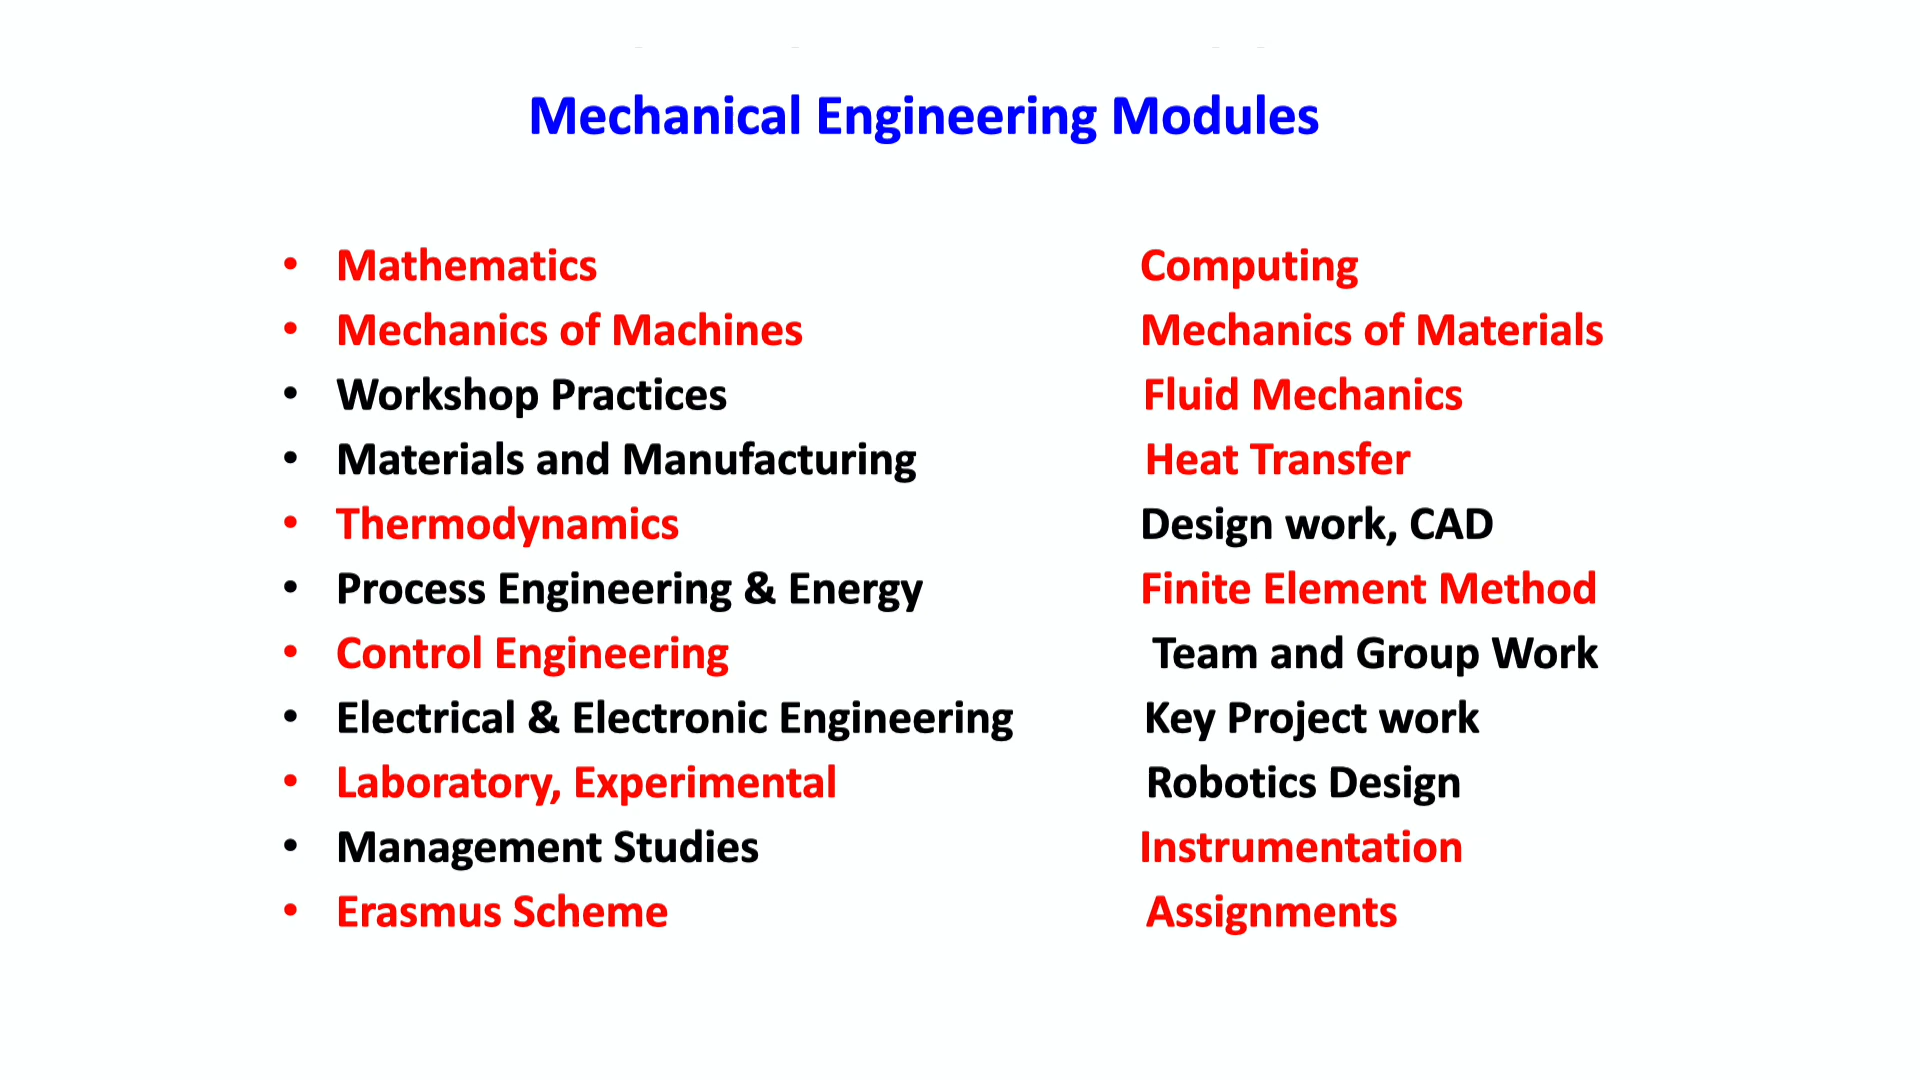 Mechanical Engineering Modules
• Mathematics Computing
• Mechanics of Machines Mechanics of Materials
• Workshop Practices Fluid Mechanics
• Materials and Manufacturing Heat Transfer
• Thermodynamics Design work, CAD
• Process Engineering & Energy Finite Element Method
• Control Engineering Team and Group Work
• Electrical & Electronic Engineering Key Project work
• Laboratory, Experimental Robotics Design
• Management Studies Instrumentation
• Erasmus Scheme Assignments